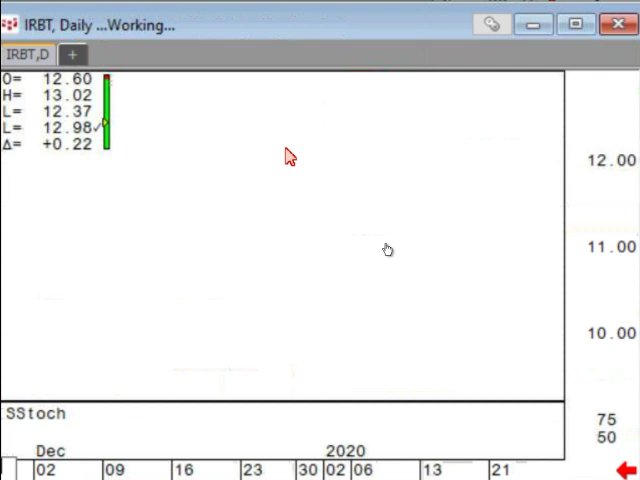 IRBT, Daily ...Working...
IRBT,D +
O= 12.60
H= 13.02
L= 12.37
L= 12.98✓
Δ= +0.22
12.00
11.00
10.00
SStoch
75
50
Dec 2020
02 09 16 23 30 02 06 13 21